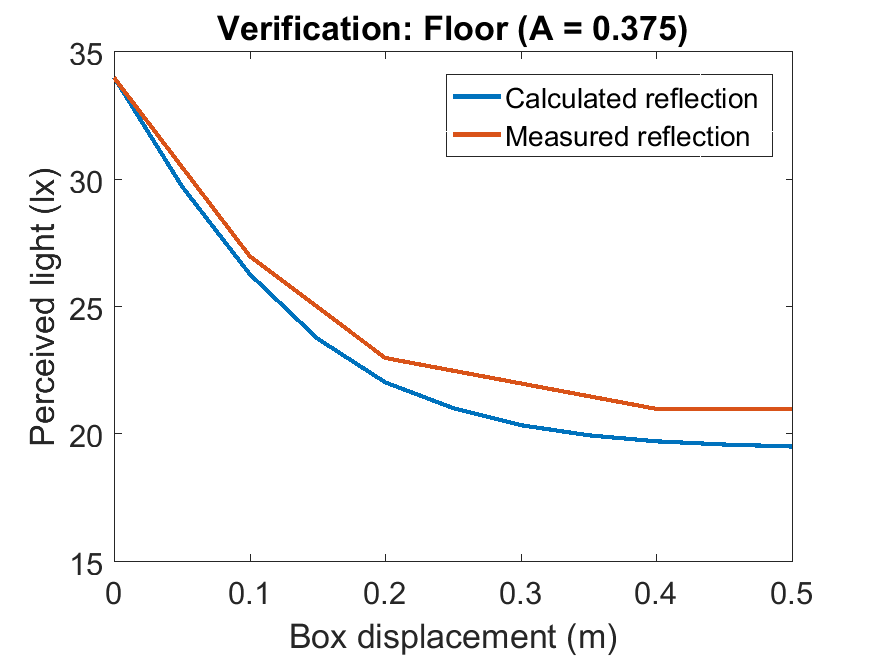 Verification: Floor (A = 0.375)
35
30
25
20
15
Perceived light (lx)
Calculated reflection
Measured reflection
0 0.1 0.2 0.3 0.4 0.5
Box displacement (m)